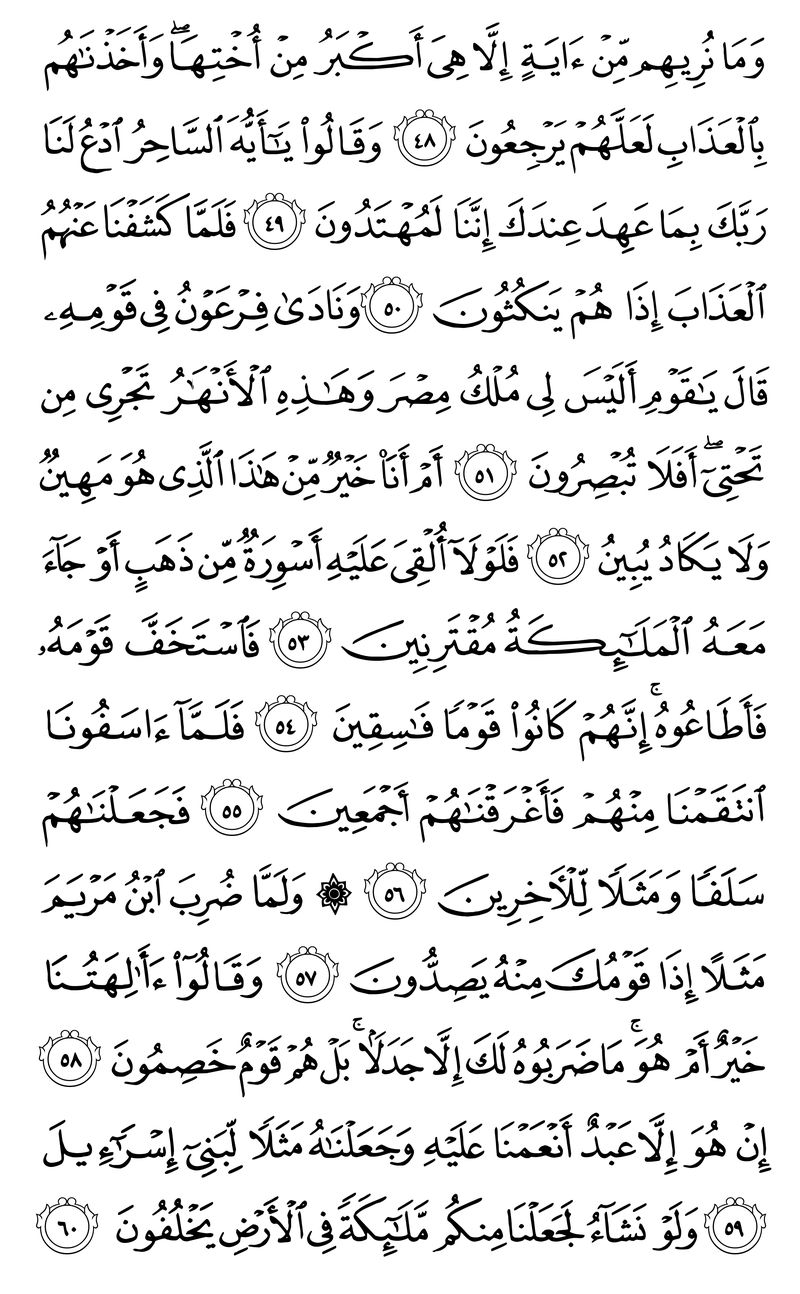 وَمَا نُرِيهِم مِّنْ ءَايَةٍ إِلَّا هِىَ أَكْبَرُ مِنْ أُخْتِهَا ۖ وَأَخَذْنَٰهُم
بِٱلْعَذَابِ لَعَلَّهُمْ يَرْجِعُونَ ٤٨ وَقَالُوا۟ يَٰٓأَيُّهَ ٱلسَّاحِرُ ٱدْعُ لَنَا
رَبَّكَ بِمَا عَهِدَ عِندَكَ إِنَّنَا لَمُهْتَدُونَ ٤٩ فَلَمَّا كَشَفْنَا عَنْهُمُ
ٱلْعَذَابَ إِذَا هُمْ يَنكُثُونَ ٥٠ وَنَادَىٰ فِرْعَوْنُ فِى قَوْمِهِۦ
قَالَ يَٰقَوْمِ أَلَيْسَ لِى مُلْكُ مِصْرَ وَهَٰذِهِ ٱلْأَنْهَٰرُ تَجْرِى مِن
تَحْتِىٓ ۖ أَفَلَا تُبْصِرُونَ ٥١ أَمْ أَنَا۠ خَيْرٌ مِّنْ هَٰذَا ٱلَّذِى هُوَ مَهِينٌ
وَلَا يَكَادُ يُبِينُ ٥٢ فَلَوْلَآ أُلْقِىَ عَلَيْهِ أَسْوِرَةٌ مِّن ذَهَبٍ أَوْ جَآءَ
مَعَهُ ٱلْمَلَٰٓئِكَةُ مُقْتَرِنِينَ ٥٣ فَٱسْتَخَفَّ قَوْمَهُۥ
فَأَطَاعُوهُ ۚ إِنَّهُمْ كَانُوا۟ قَوْمًا فَٰسِقِينَ ٥٤ فَلَمَّآ ءَاسَفُونَا
ٱنتَقَمْنَا مِنْهُمْ فَأَغْرَقْنَٰهُمْ أَجْمَعِينَ ٥٥ فَجَعَلْنَٰهُمْ
سَلَفًا وَمَثَلًا لِّلْءَاخِرِينَ ٥٦ ۞ وَلَمَّا ضُرِبَ ٱبْنُ مَرْيَمَ
مَثَلًا إِذَا قَوْمُكَ مِنْهُ يَصِدُّونَ ٥٧ وَقَالُوٓا۟ ءَأَٰلِهَتُنَا
خَيْرٌ أَمْ هُوَ ۚ مَا ضَرَبُوهُ لَكَ إِلَّا جَدَلًۢا ۚ بَلْ هُمْ قَوْمٌ خَصِمُونَ ٥٨
إِنْ هُوَ إِلَّا عَبْدٌ أَنْعَمْنَا عَلَيْهِ وَجَعَلْنَٰهُ مَثَلًا لِّبَنِىٓ إِسْرَٰٓءِيلَ
٥٩ وَلَوْ نَشَآءُ لَجَعَلْنَا مِنكُم مَّلَٰٓئِكَةً فِى ٱلْأَرْضِ يَخْلُفُونَ ٦٠